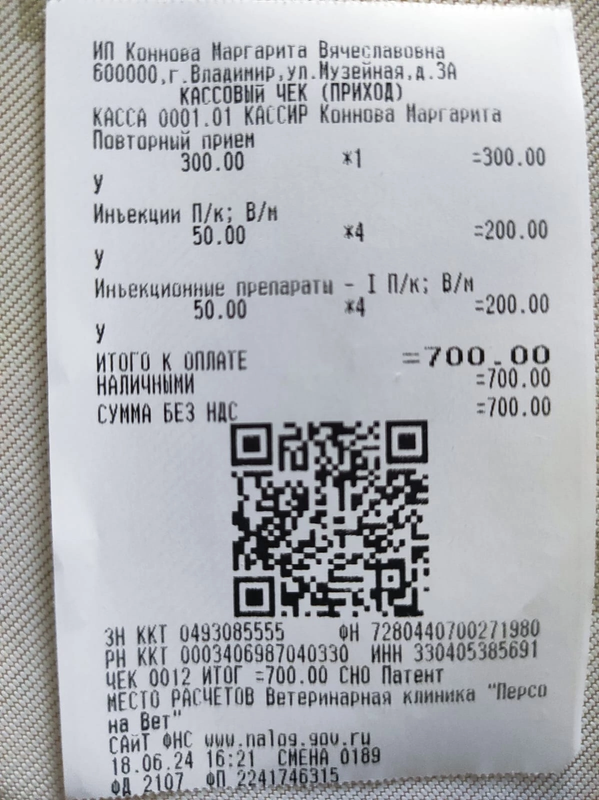 ИП Коннова Маргарита Вячеславовна
600000,г.Владимир,ул.Музейная,д.3А
КАССОВЫЙ ЧЕК (ПРИХОД)
КАССА 0001.01 КАССИР Коннова Маргарита
Повторный прием
300.00 *1 =300.00
У
Инъекции П/к; В/м
50.00 *4 =200.00
У
Инъекционные препараты - I П/к; В/м
50.00 *4 =200.00
У
ИТОГО К ОПЛАТЕ =700.00
НАЛИЧНЫМИ =700.00
СУММА БЕЗ НДС =700.00
ЗН ККТ 0493085555 ФН 7280440700271980
РН ККТ 0003406987040330 ИНН 330405385691
ЧЕК 0012 ИТОГ =700.00 СНО Патент
МЕСТО РАСЧЕТОВ Ветеринарная клиника "Персо
на Вет"
САЙТ ФНС www.nalog.gov.ru
18.06.24 16:21 СМЕНА 0189
ФД 2107 ФП 2241746315